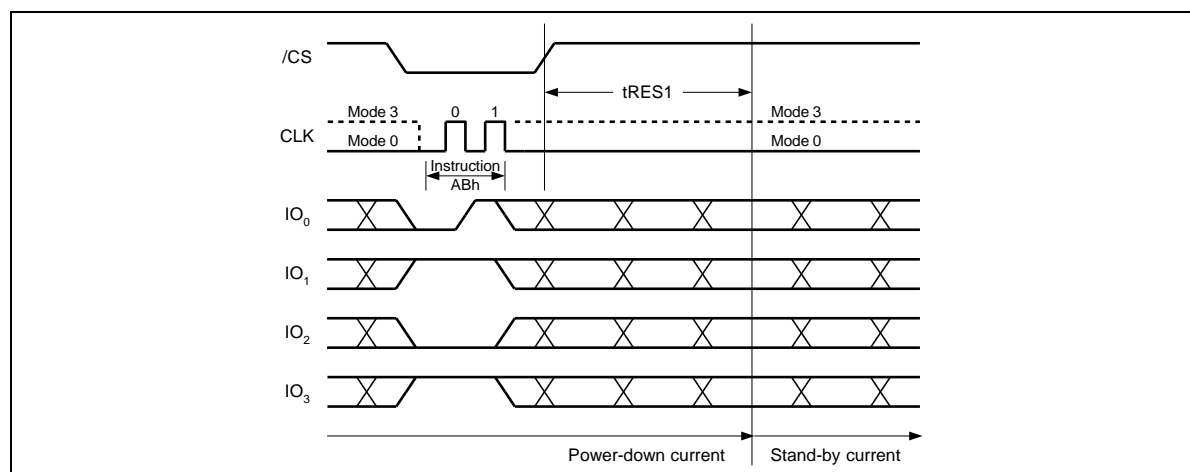 /CS
tRES1
Mode 3 0 1 Mode 3
CLK
Mode 0 Mode 0
Instruction
ABh
IO0
IO1
IO2
IO3
Power-down current Stand-by current